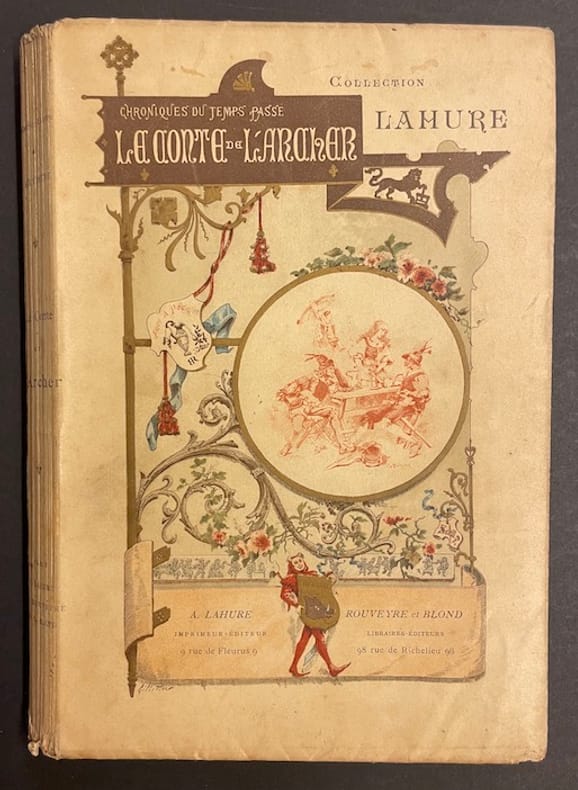 COLLECTION
LAHURE
CHRONIQUES DU TEMPS PASSÉ
LE CONTE DE L'ARCHER
A. LAHURE
IMPRIMEUR-ÉDITEUR
9 rue de Fleurus 9
ROUVEYRE et BLOND
LIBRAIRES-ÉDITEURS
98 rue de Richelieu 98
Archer